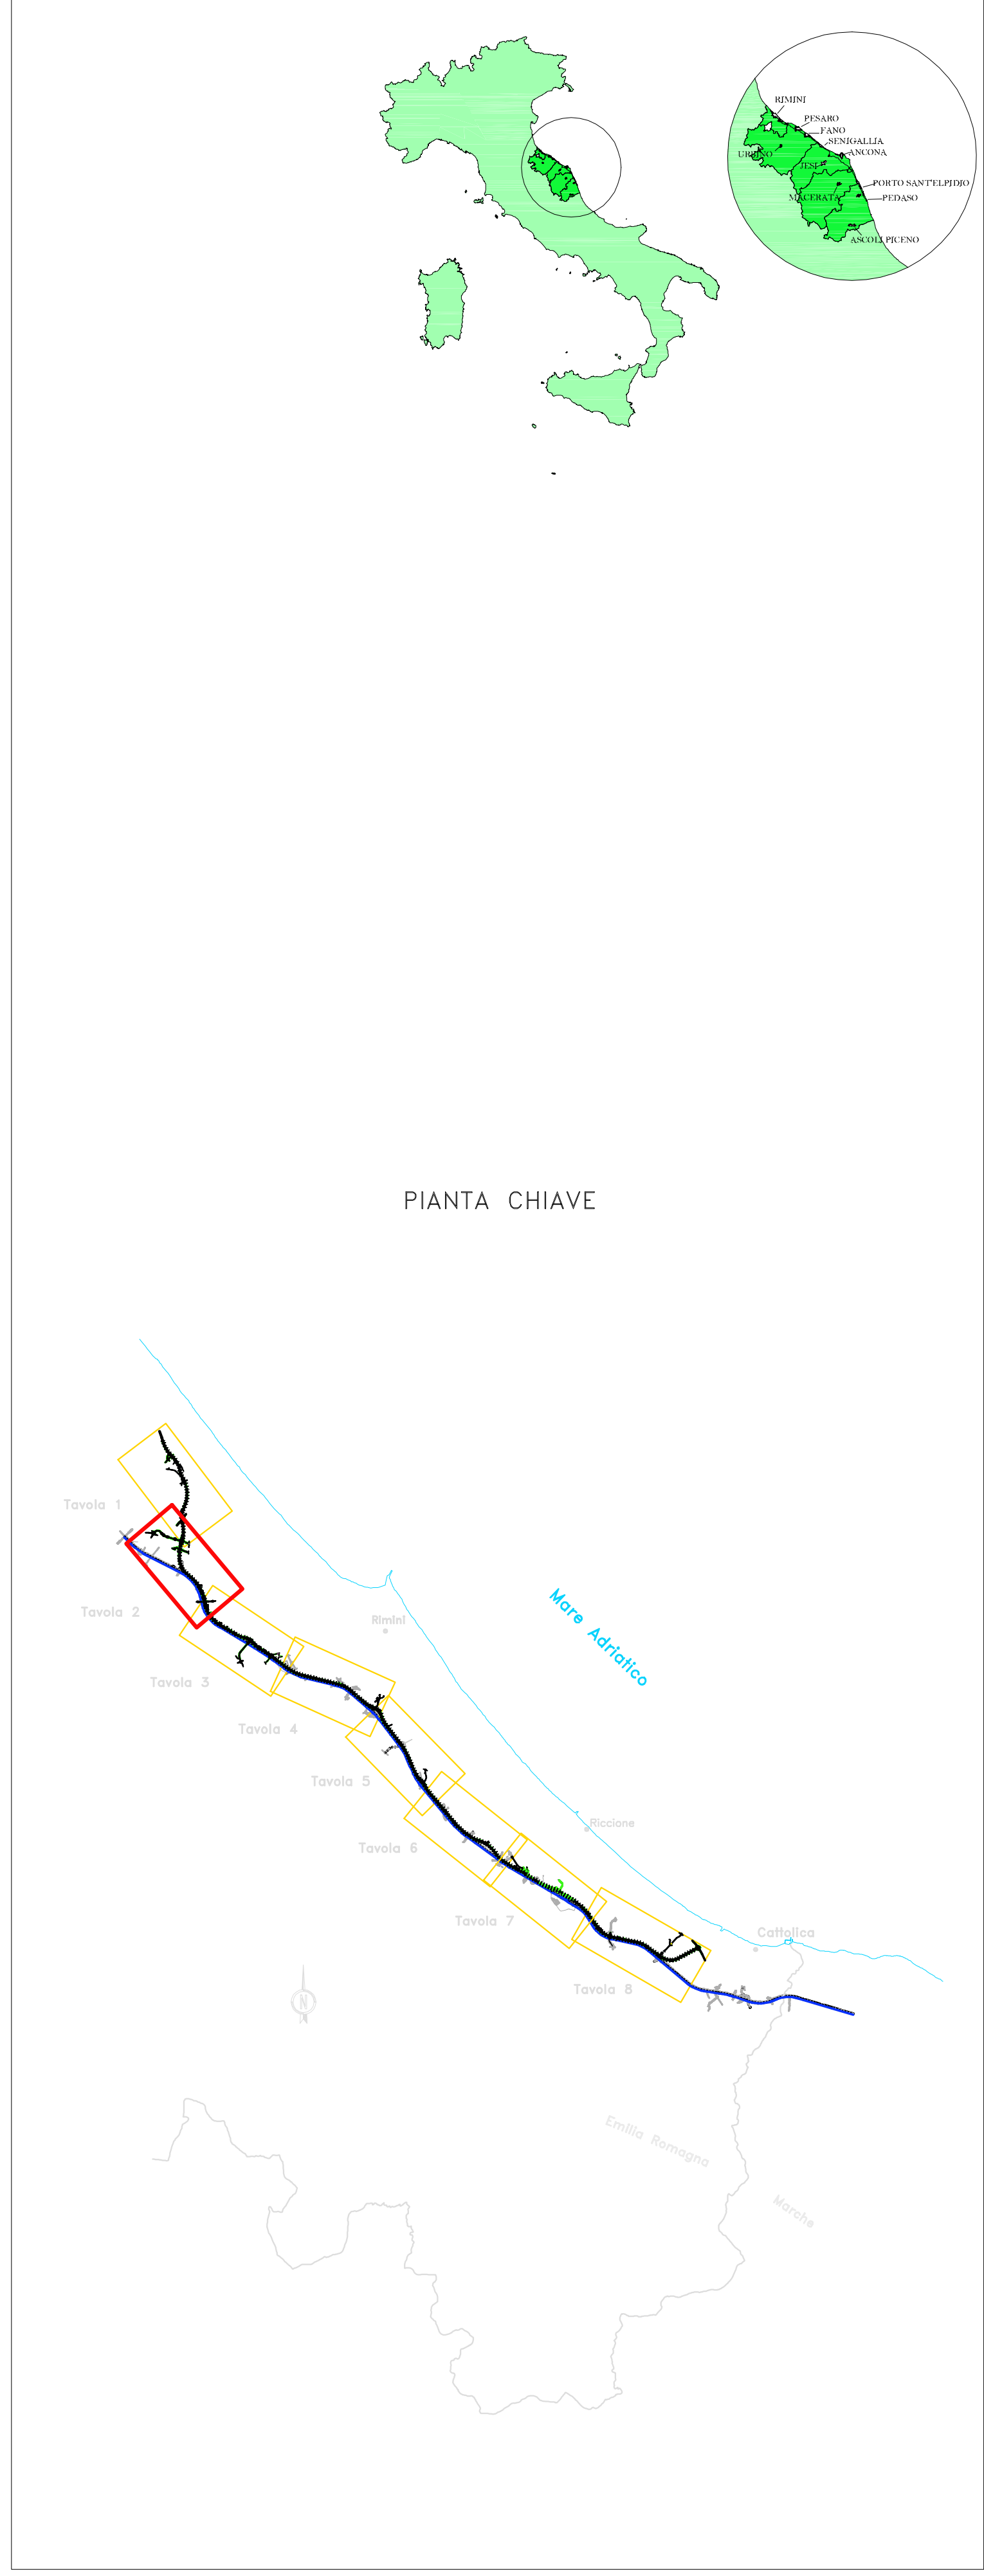 RIMINI
PESARO
FANO
SENIGALLIA
URBINO
ANCONA
JESI
PORTO SANT'ELPIDIO
MACERATA
PEDASO
ASCOLI PICENO
PIANTA CHIAVE
Tavola 1
Tavola 2
Rimini
Mare Adriatico
Tavola 3
Tavola 4
Tavola 5
Riccione
Tavola 6
Tavola 7
Cattolica
Tavola 8
N
Emilia Romagna
Marche